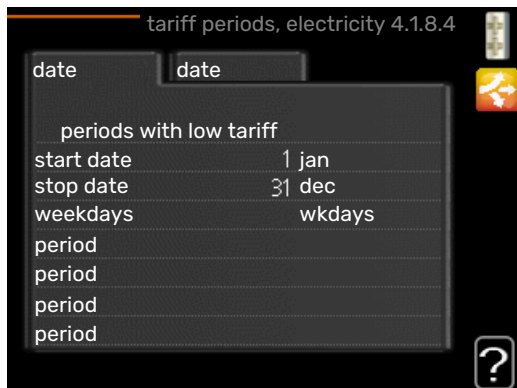 tariff periods, electricity 4.1.8.4
date date
periods with low tariff
start date 1 jan
stop date 31 dec
weekdays wkdays
period
period
period
period
?